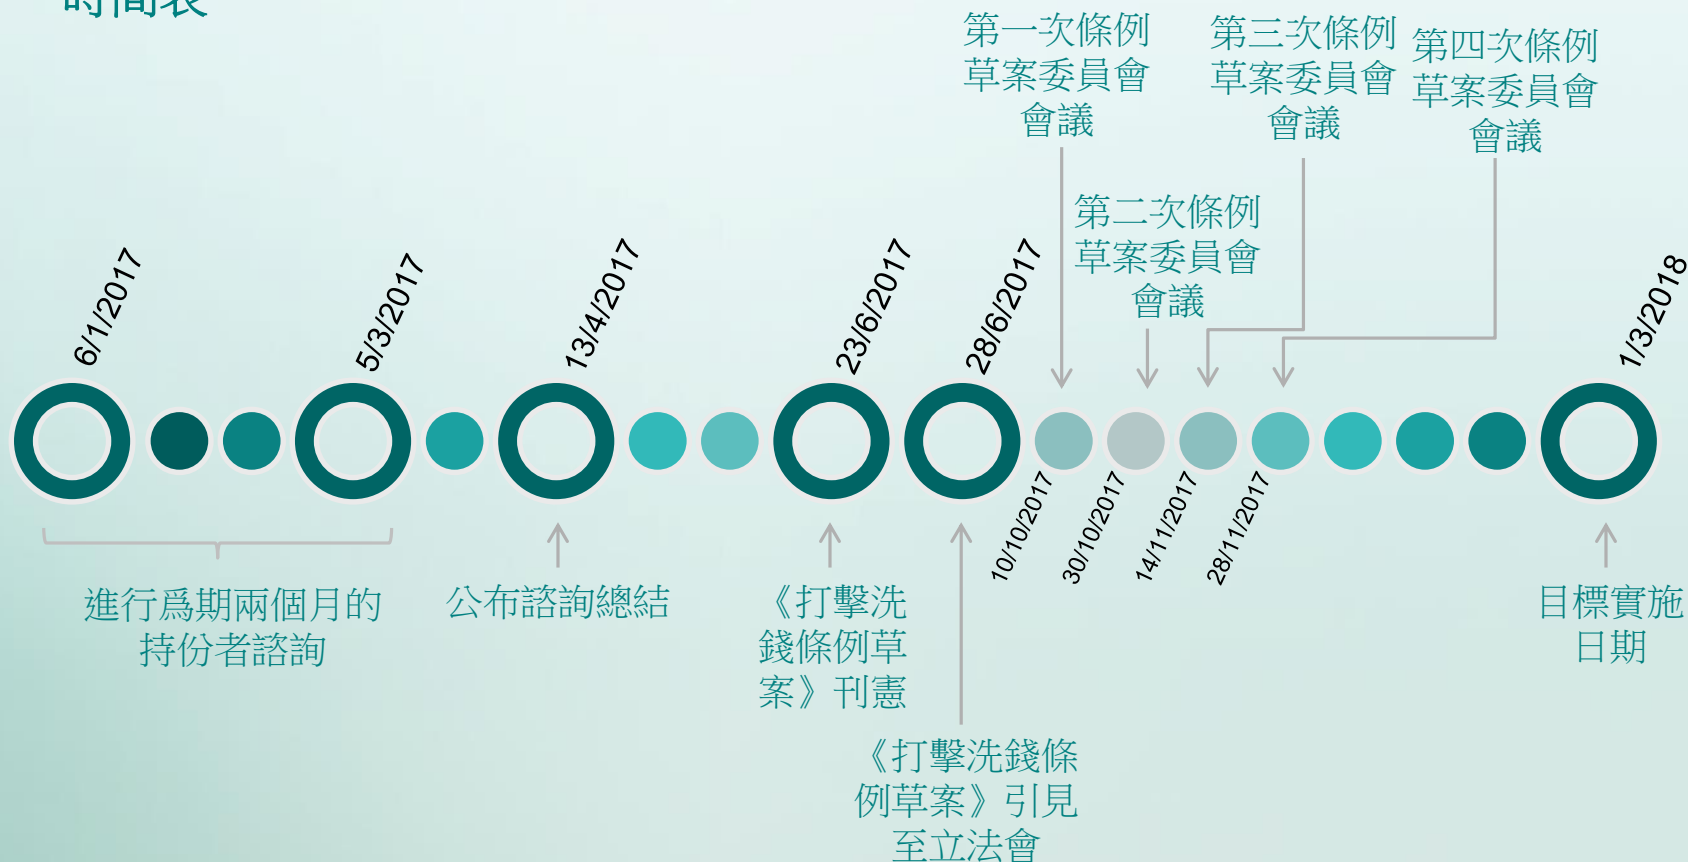 時間表
第一次條例
草案委員會
會議
第三次條例
草案委員會
會議
第四次條例
草案委員會
會議
第二次條例
草案委員會
會議
6/1/2017
5/3/2017
13/4/2017
23/6/2017
28/6/2017
1/3/2018
10/10/2017
30/10/2017
14/11/2017
28/11/2017
進行爲期兩個月的
持份者諮詢
公布諮詢總結
《打擊洗
錢條例草
案》刊憲
《打擊洗錢條
例草案》引見
至立法會
目標實施
日期